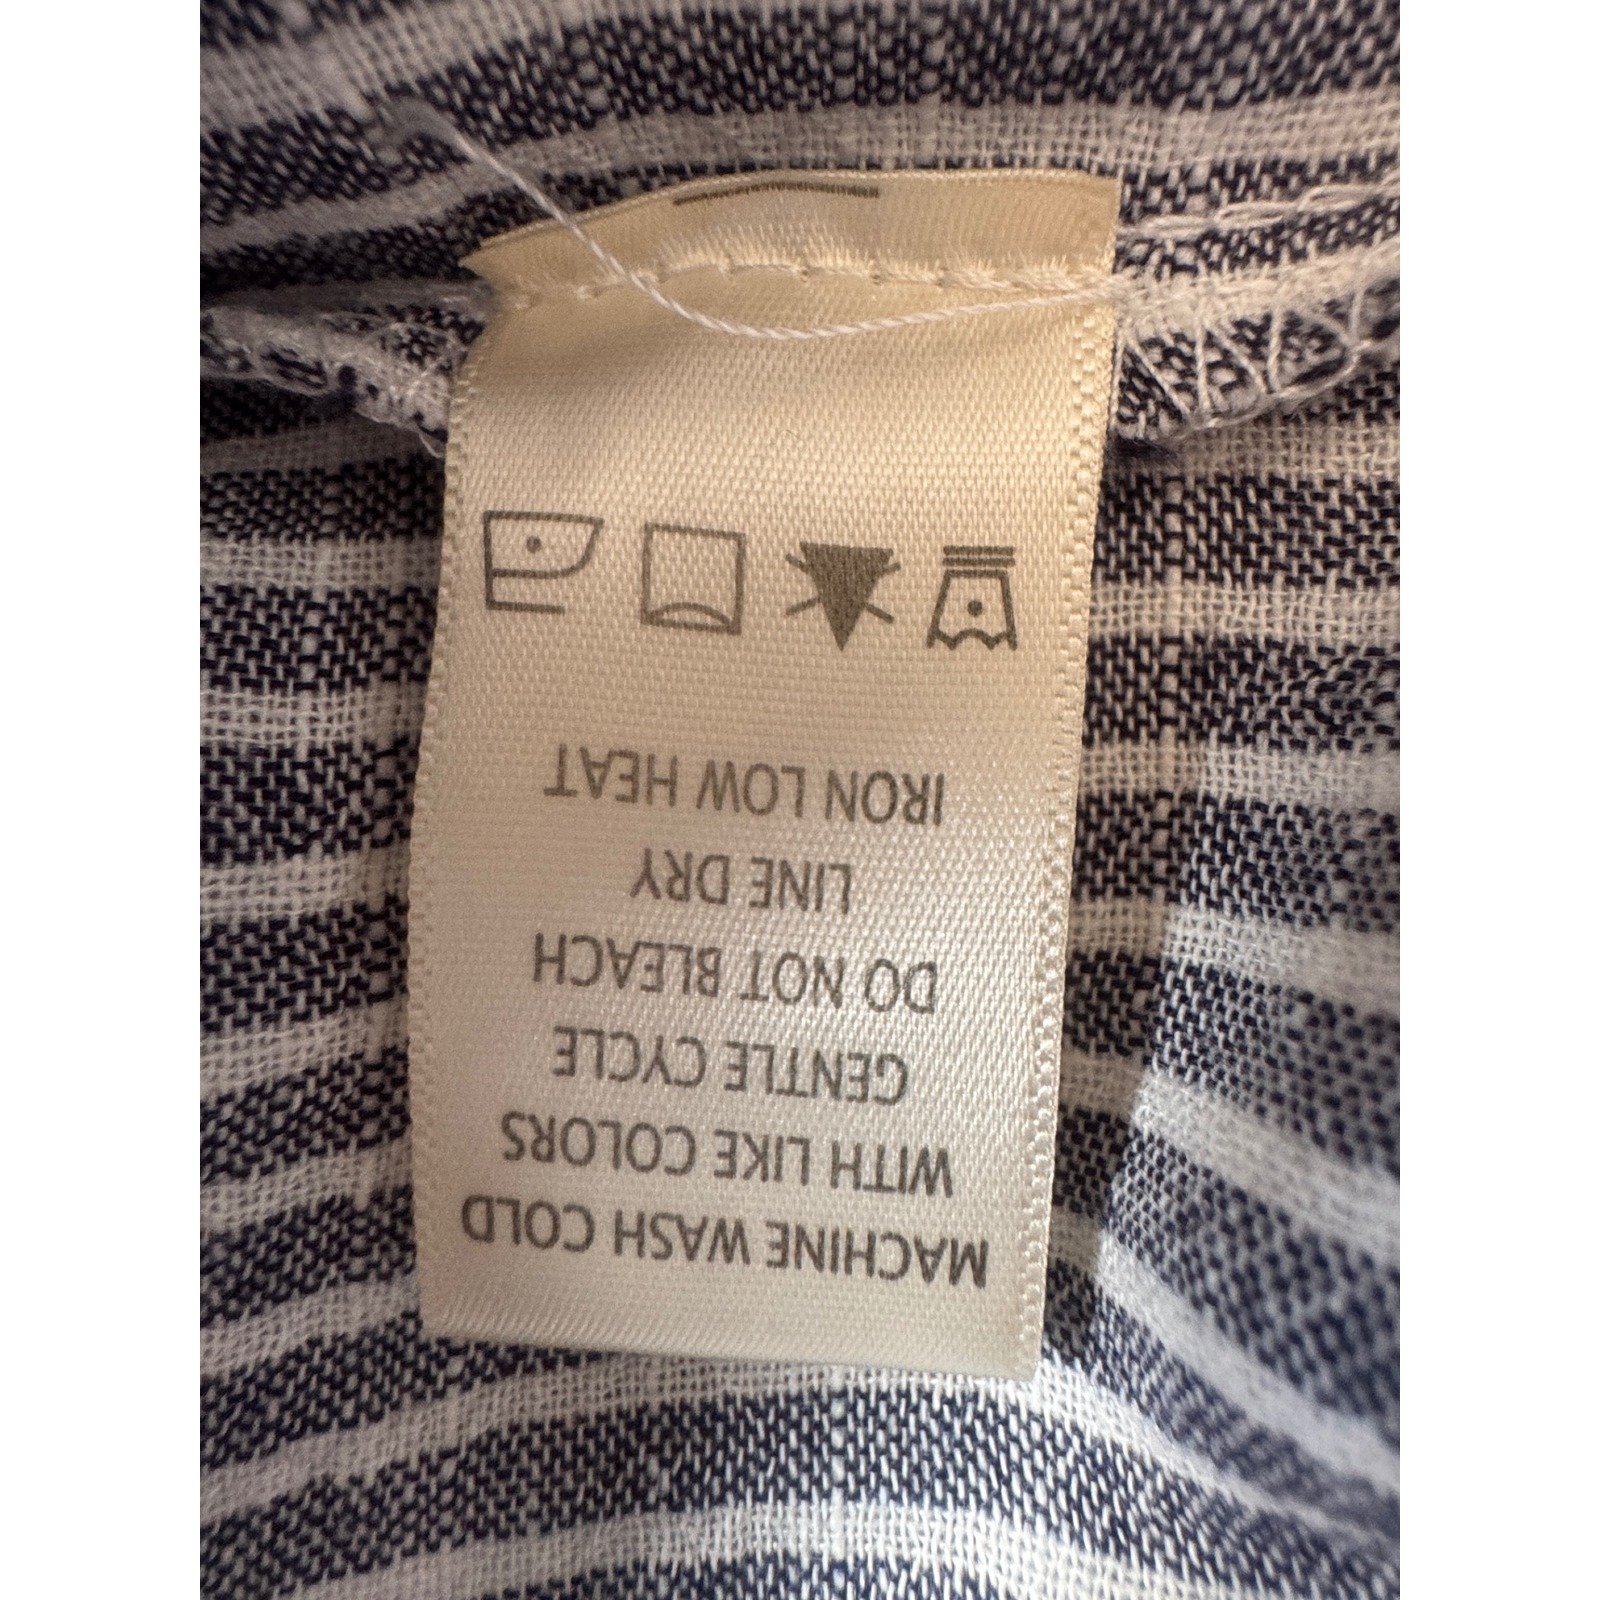 MACHINE WASH COLD
WITH LIKE COLORS
GENTLE CYCLE
DO NOT BLEACH
LINE DRY
IRON LOW HEAT